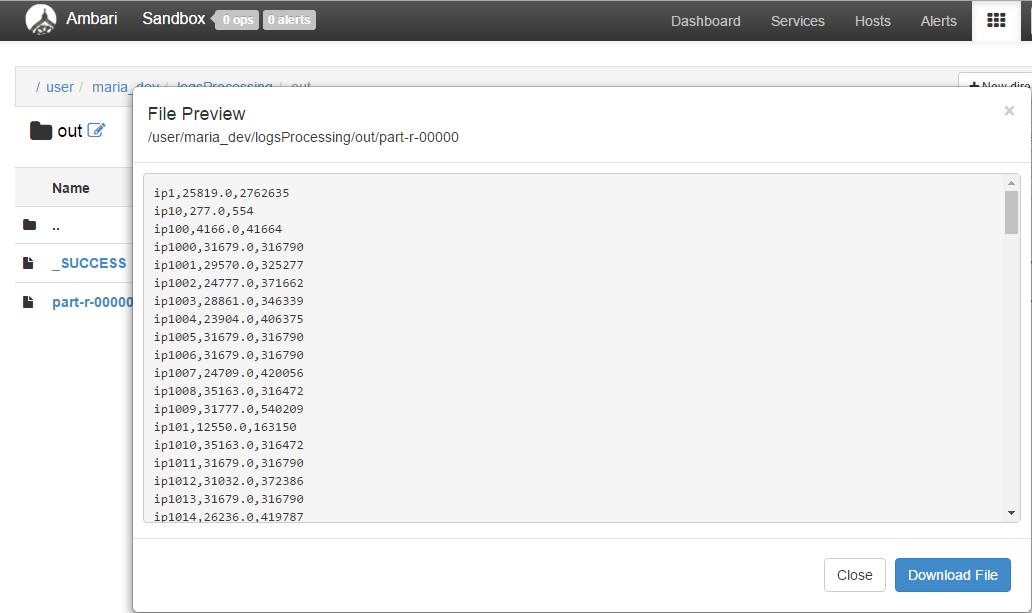 Ambari Sandbox 0 ops 0 alerts Dashboard Services Hosts Alerts
/ user / maria_dev / logsProcessing / out
New dire
out
Name
..
_SUCCESS
part-r-00000
File Preview
×
/user/maria_dev/logsProcessing/out/part-r-00000
ip1,25819.0,2762635
ip10,277.0,554
ip100,4166.0,41664
ip1000,31679.0,316790
ip1001,29570.0,325277
ip1002,24777.0,371662
ip1003,28861.0,346339
ip1004,23904.0,406375
ip1005,31679.0,316790
ip1006,31679.0,316790
ip1007,24709.0,420056
ip1008,35163.0,316472
ip1009,31777.0,540209
ip101,12550.0,163150
ip1010,35163.0,316472
ip1011,31679.0,316790
ip1012,31032.0,372386
ip1013,31679.0,316790
ip1014,26236.0,419787
Close Download File